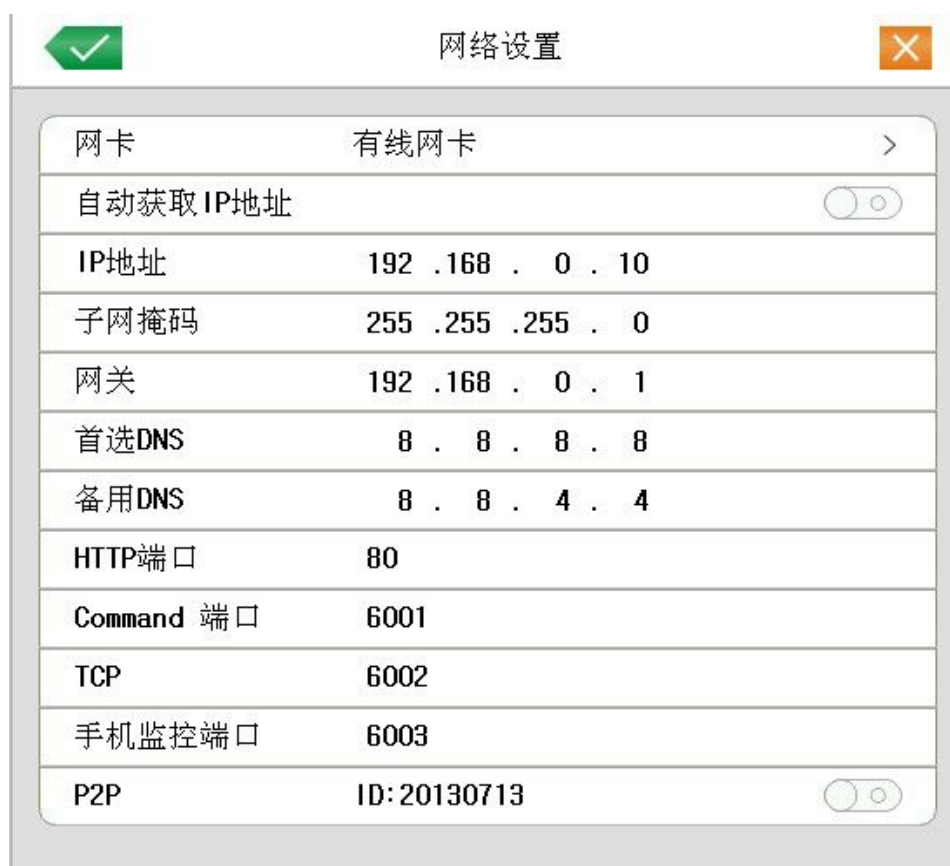 网络设置
网卡 有线网卡 >
自动获取IP地址
IP地址 192 .168 . 0 . 10
子网掩码 255 .255 .255 . 0
网关 192 .168 . 0 . 1
首选DNS 8 . 8 . 8 . 8
备用DNS 8 . 8 . 4 . 4
HTTP端口 80
Command 端口 6001
TCP 6002
手机监控端口 6003
P2P ID:20130713